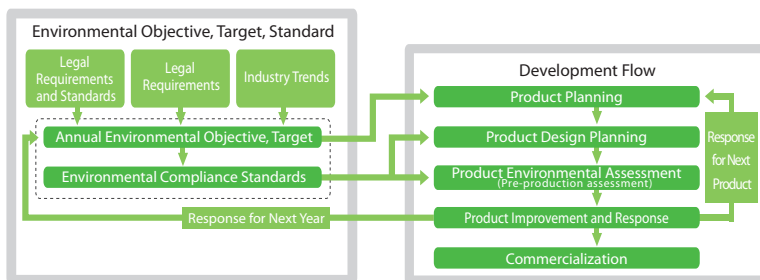 Environmental Objective, Target, Standard
Legal
Requirements
and Standards
Legal
Requirements
Industry Trends
Annual Environmental Objective, Target
Environmental Compliance Standards
Response for Next Year
Development Flow
Product Planning
Product Design Planning
Product Environmental Assessment
(Pre-production assessment)
Product Improvement and Response
Commercialization
Response
for Next
Product